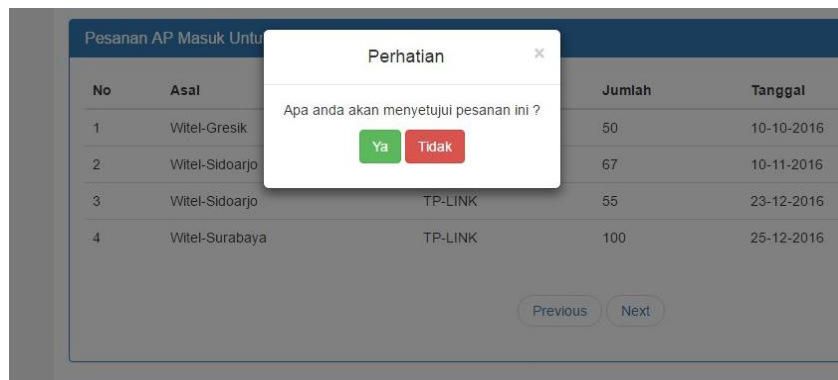 Pesanan AP Masuk Untu
Perhatian ×
No Asal Jumlah Tanggal
Apa anda akan menyetujui pesanan ini ?
1 Witel-Gresik 50 10-10-2016
Ya Tidak
2 Witel-Sidoarjo 67 10-11-2016
3 Witel-Sidoarjo TP-LINK 55 23-12-2016
4 Witel-Surabaya TP-LINK 100 25-12-2016
Previous Next